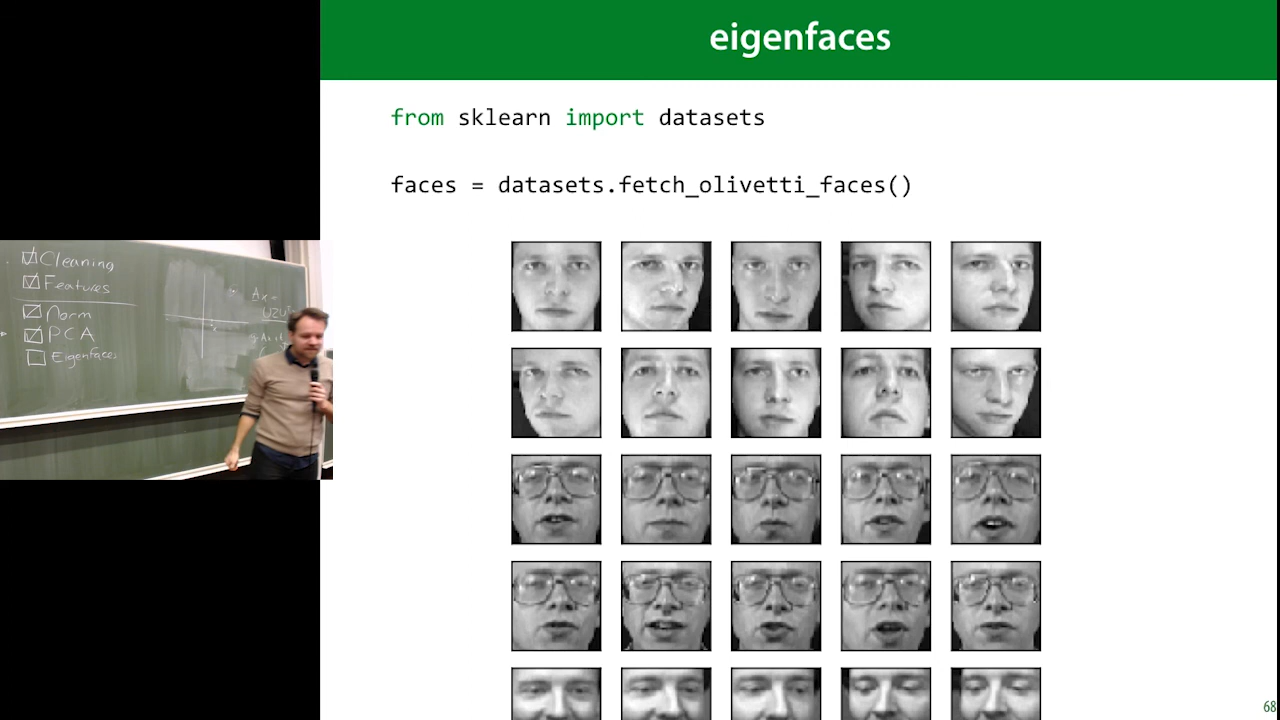 eigenfaces
from sklearn import datasets
faces = datasets.fetch_olivetti_faces()
Cleaning
Features
Norm
PCA
Eigenfaces
68